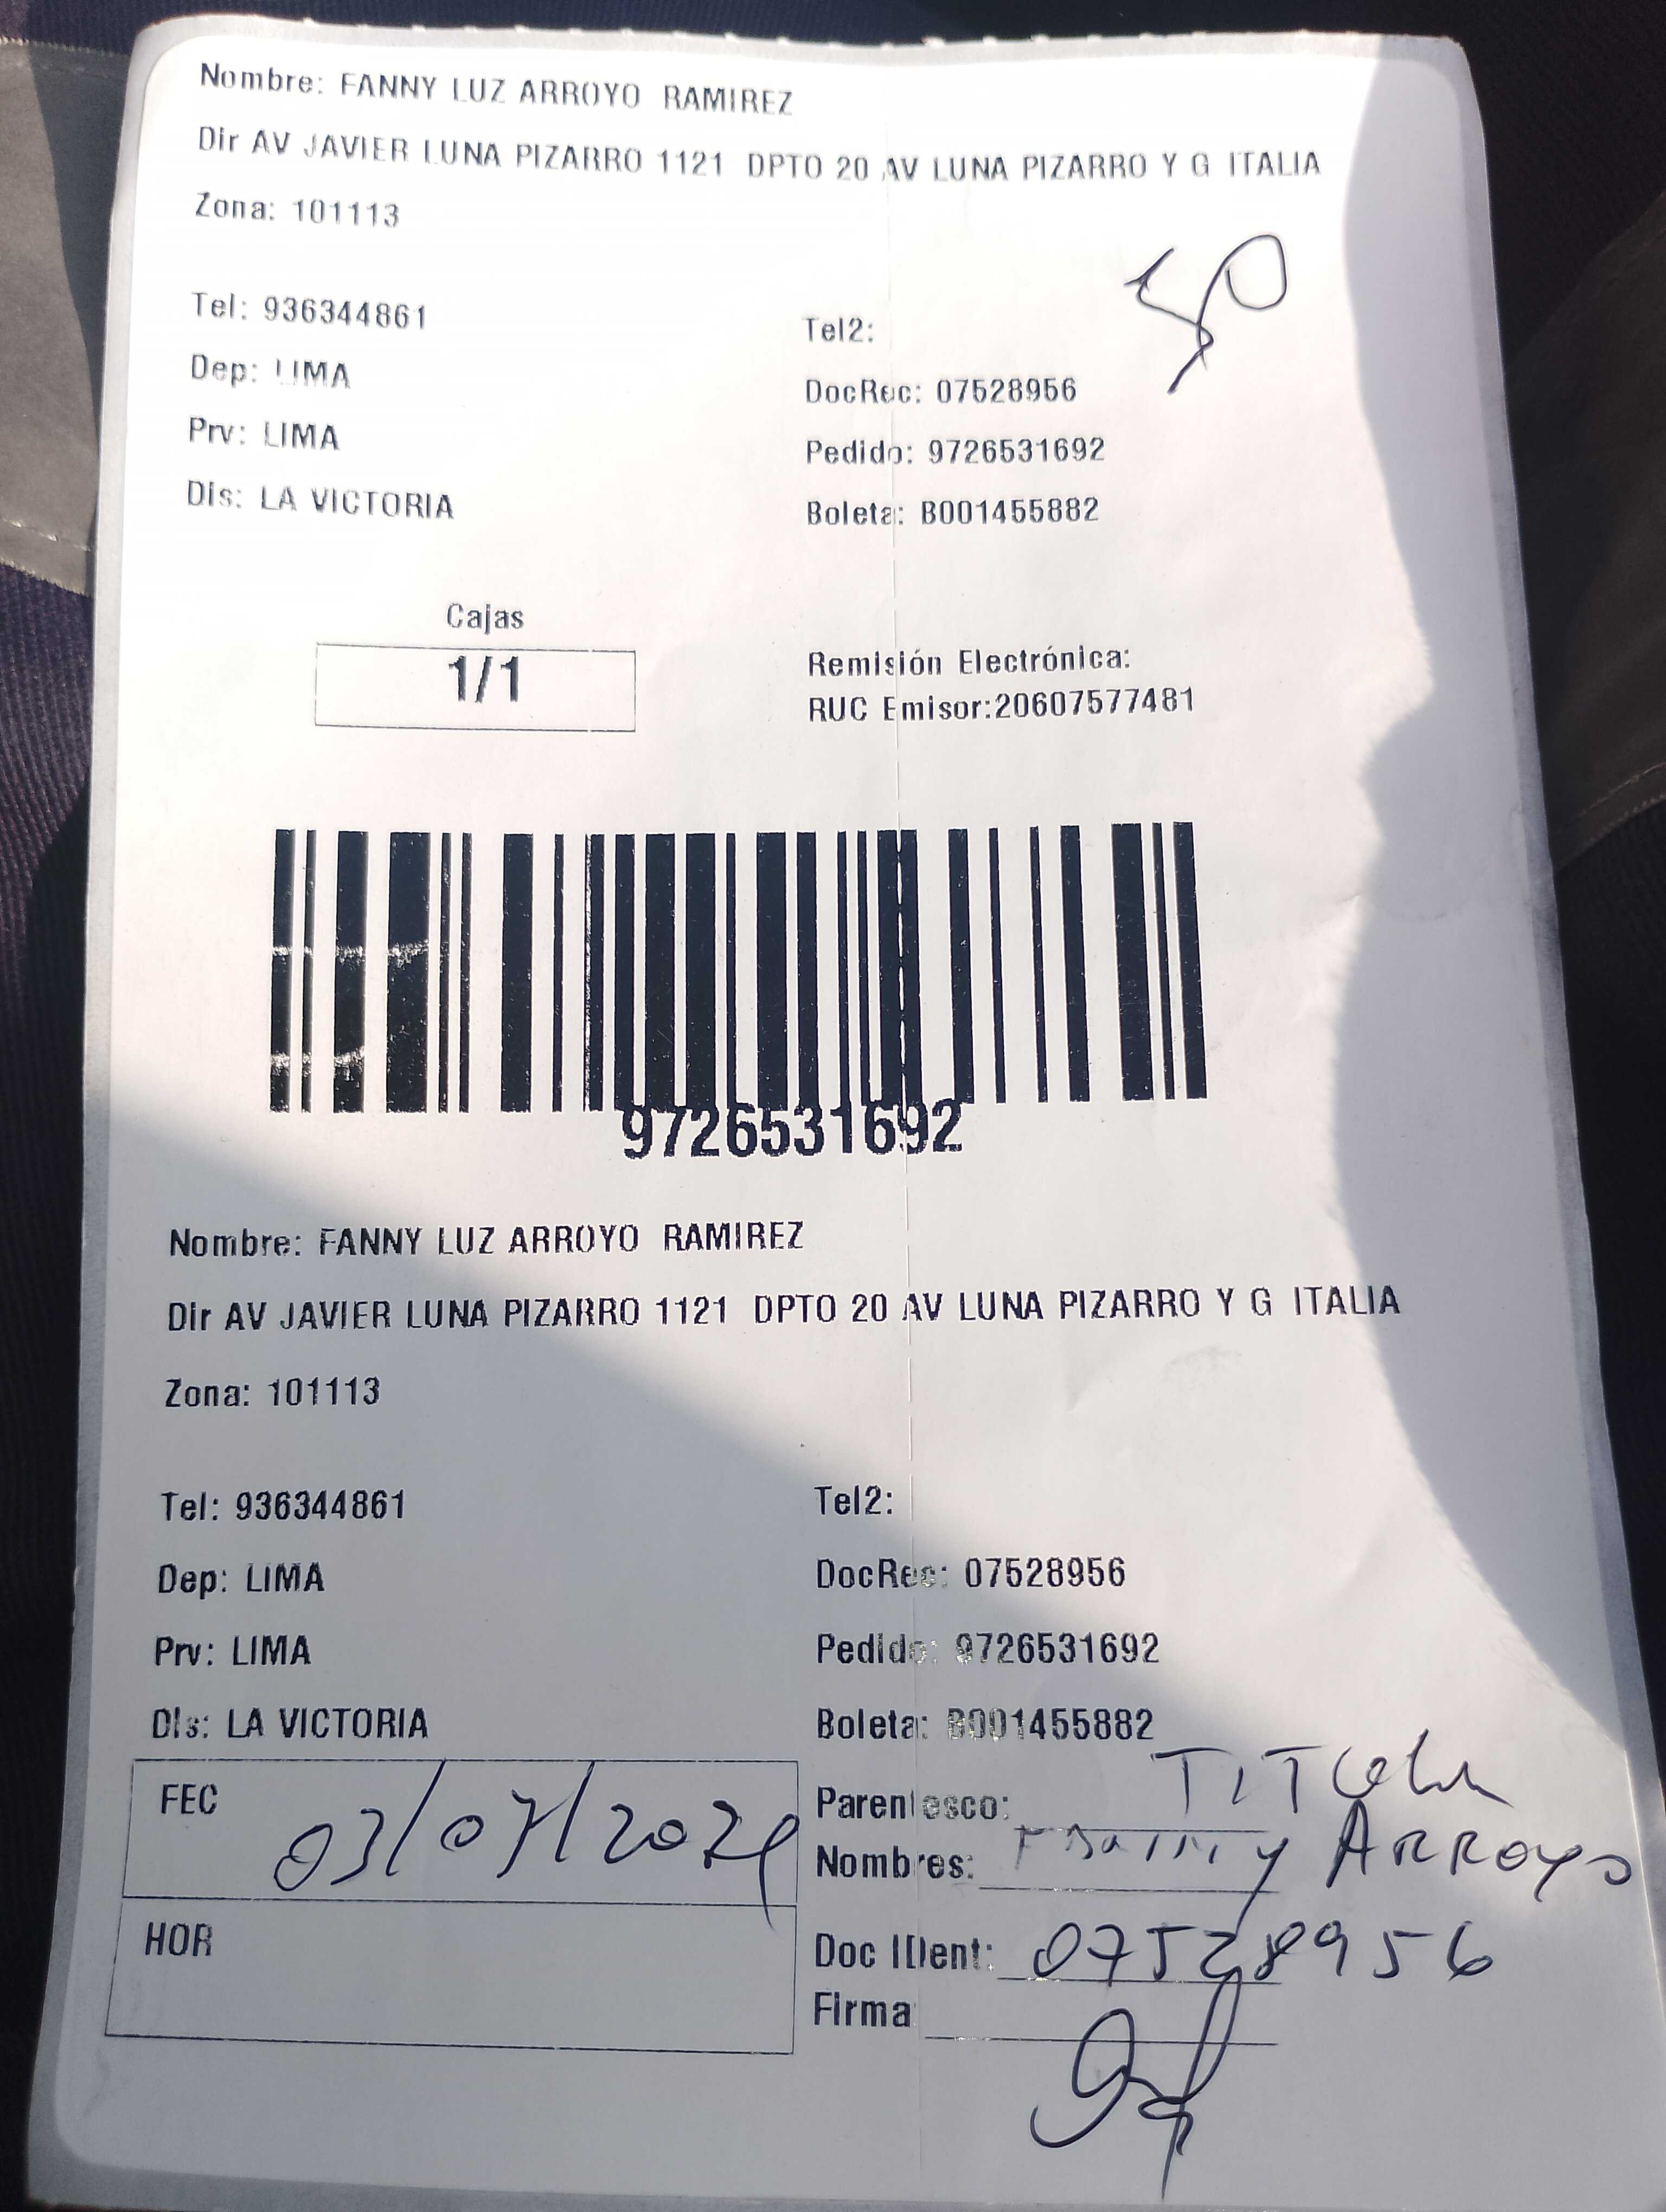 Nombre: FANNY LUZ ARROYO RAMIREZ
Dir AV JAVIER LUNA PIZARRO 1121 DPTO 20 AV LUNA PIZARRO Y G ITALIA
Zona: 101113
Tel: 936344861 Tel2:
Dep: LIMA DocRec: 07528956
Prv: LIMA Pedido: 9726531692
Dis: LA VICTORIA Boleta: B001455882
Cajas
1/1
Remisión Electrónica:
RUC Emisor:20607577481
9726531692
Nombre: FANNY LUZ ARROYO RAMIREZ
Dir AV JAVIER LUNA PIZARRO 1121 DPTO 20 AV LUNA PIZARRO Y G ITALIA
Zona: 101113
Tel: 936344861 Tel2:
Dep: LIMA DocRec: 07528956
Prv: LIMA Pedido: 9726531692
Dis: LA VICTORIA Boleta: B001455882
FEC 03/07/2024
HOR
Parentesco:
Nombres: ARROYO
Doc IDent: 07528956
Firma